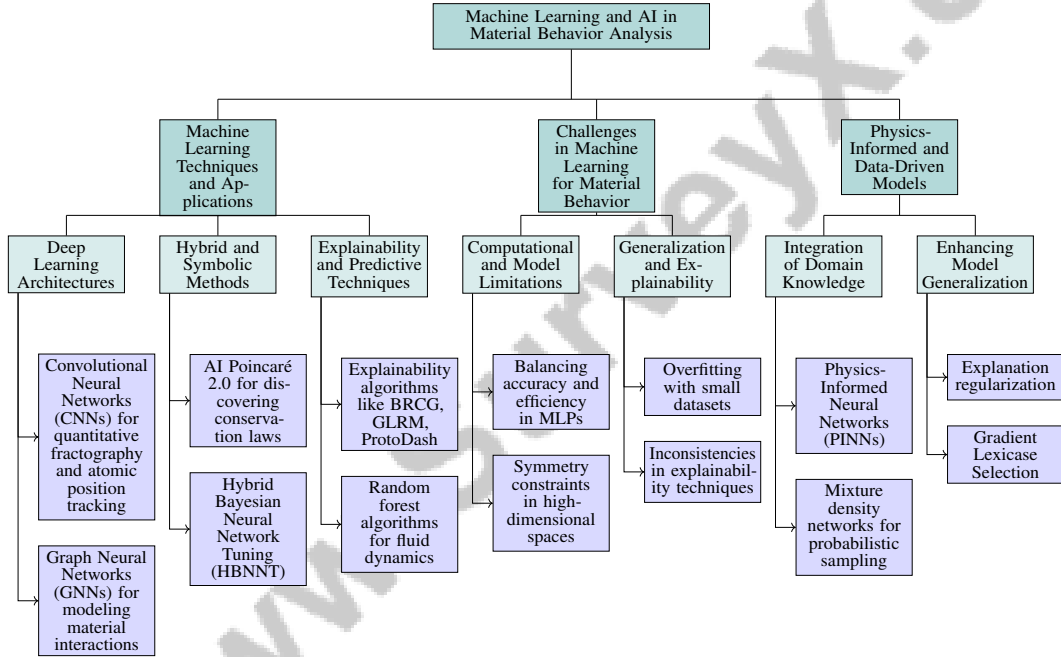 Machine Learning and AI in
Material Behavior Analysis
Machine
Learning
Techniques
and Ap-
plications
Challenges
in Machine
Learning
for Material
Behavior
Physics-
Informed and
Data-Driven
Models
Deep
Learning
Architectures
Hybrid and
Symbolic
Methods
Explainability
and Predictive
Techniques
Computational
and Model
Limitations
Generalization
and Ex-
plainability
Integration
of Domain
Knowledge
Enhancing
Model
Generalization
Convolutional
Neural
Networks
(CNNs) for
quantitative
fractography
and atomic
position
tracking
Graph Neural
Networks
(GNNs) for
modeling
material
interactions
AI Poincaré
2.0 for dis-
covering
conservation
laws
Hybrid
Bayesian
Neural
Network
Tuning
(HBNNT)
Explainability
algorithms
like BRCG,
GLRM,
ProtoDash
Random
forest
algorithms
for fluid
dynamics
Balancing
accuracy and
efficiency
in MLPs
Symmetry
constraints
in high-
dimensional
spaces
Overfitting
with small
datasets
Inconsistencies
in explainabil-
ity techniques
Physics-
Informed
Neural
Networks
(PINNs)
Mixture
density
networks for
probabilistic
sampling
Explanation
regularization
Gradient
Lexicase
Selection